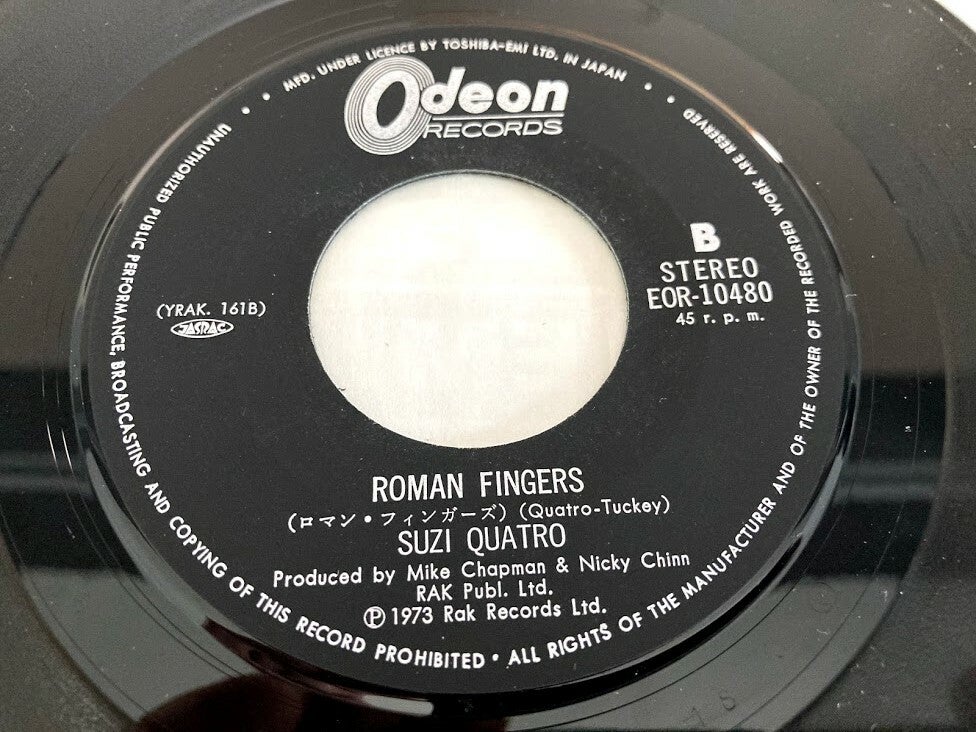 MFD. UNDER LICENCE BY TOSHIBA-EMI LTD. IN JAPAN
Odeon
RECORDS
B
STEREO
EOR-10480
45 r. p. m.
(YRAK. 161B)
JASRAC
ROMAN FINGERS
(ロマン・フィンガーズ) (Quatro-Tuckey)
SUZI QUATRO
Produced by Mike Chapman & Nicky Chinn
RAK Publ. Ltd.
Ⓟ 1973 Rak Records Ltd.
UNAUTHORIZED PUBLIC PERFORMANCE, BROADCASTING AND COPYING OF THIS RECORD PROHIBITED • ALL RIGHTS OF THE MANUFACTURER AND OF THE OWNER OF THE RECORDED WORK ARE RESERVED